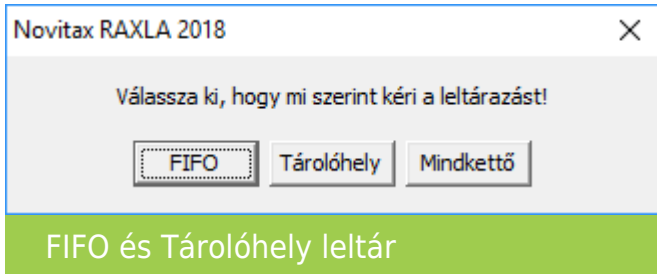 Novitax RAXLA 2018
Válassza ki, hogy mi szerint kéri a leltárazást!
FIFO Tárolóhely Mindkettő
FIFO és Tárolóhely leltár